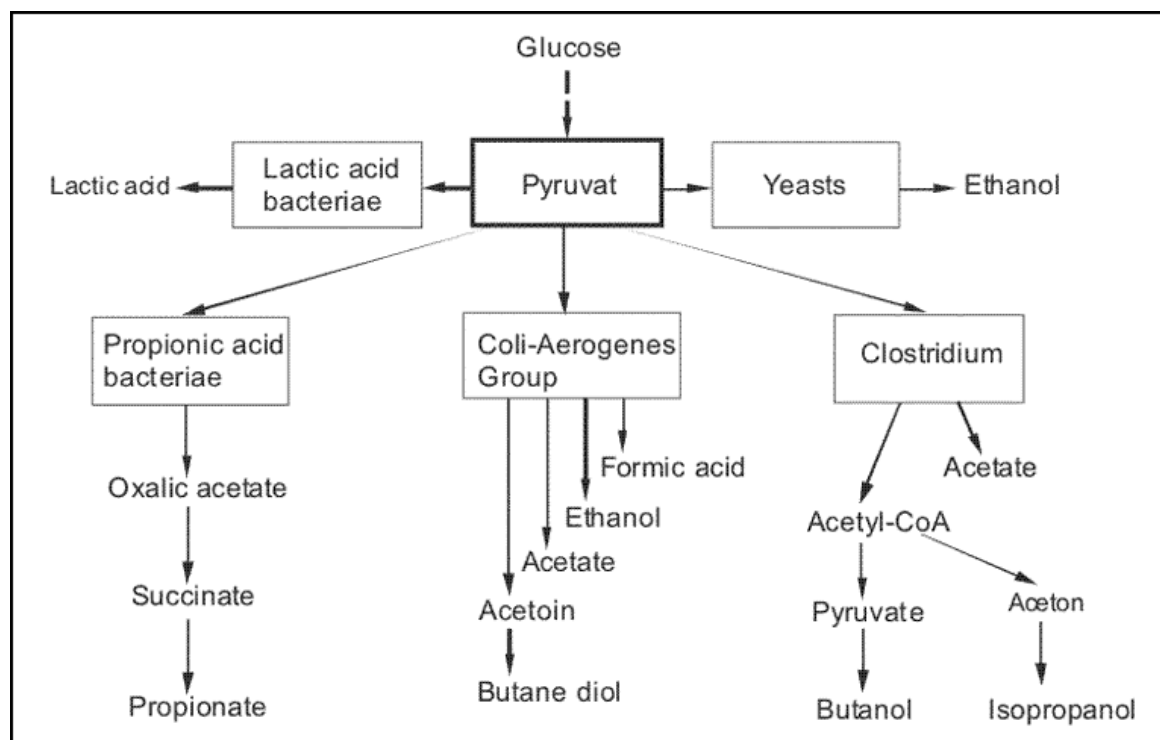 Glucose
Lactic acid
Lactic acid
bacteriae
Pyruvat
Yeasts
Ethanol
Propionic acid
bacteriae
Coli-Aerogenes
Group
Clostridium
Formic acid
Acetate
Oxalic acetate
Ethanol
Acetyl-CoA
Acetate
Succinate
Acetoin
Pyruvate
Aceton
Propionate
Butane diol
Butanol
Isopropanol